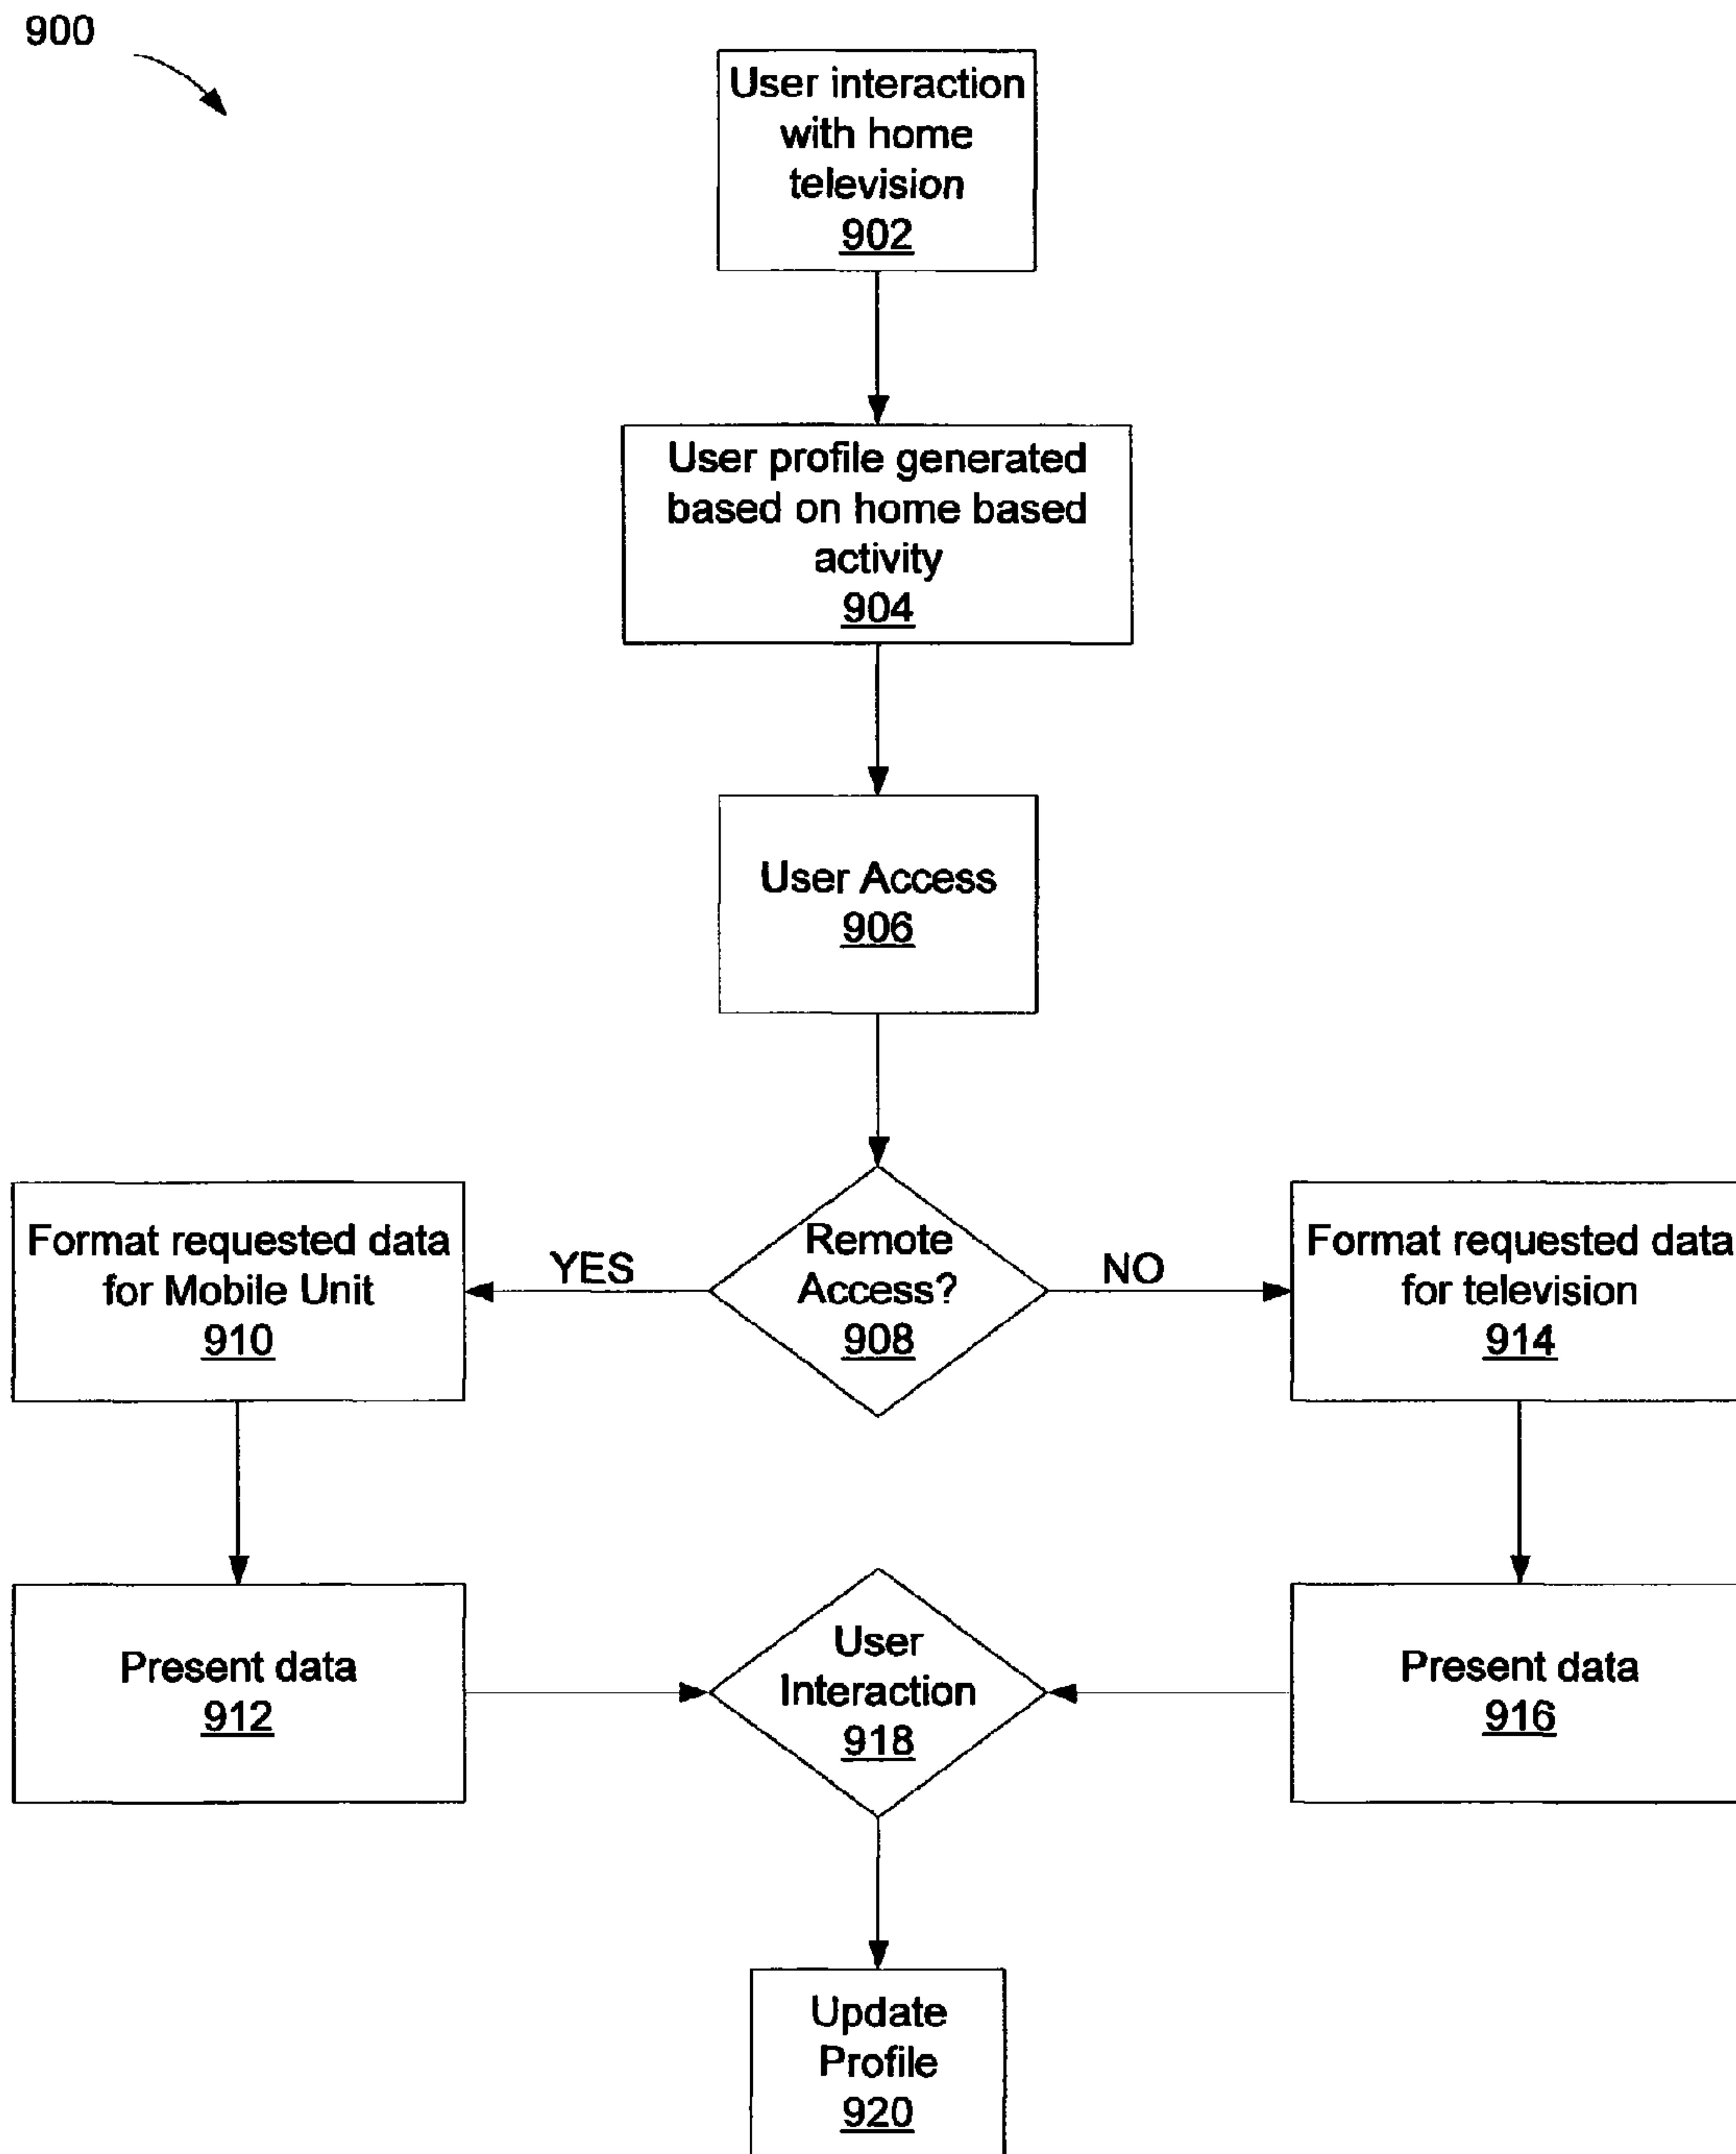 900
User interaction
with home
television
902
User profile generated
based on home based
activity
904
User Access
906
Remote
Access?
908
YES
NO
Format requested data
for Mobile Unit
910
Format requested data
for television
914
Present data
912
User
Interaction
918
Present data
916
Update
Profile
920